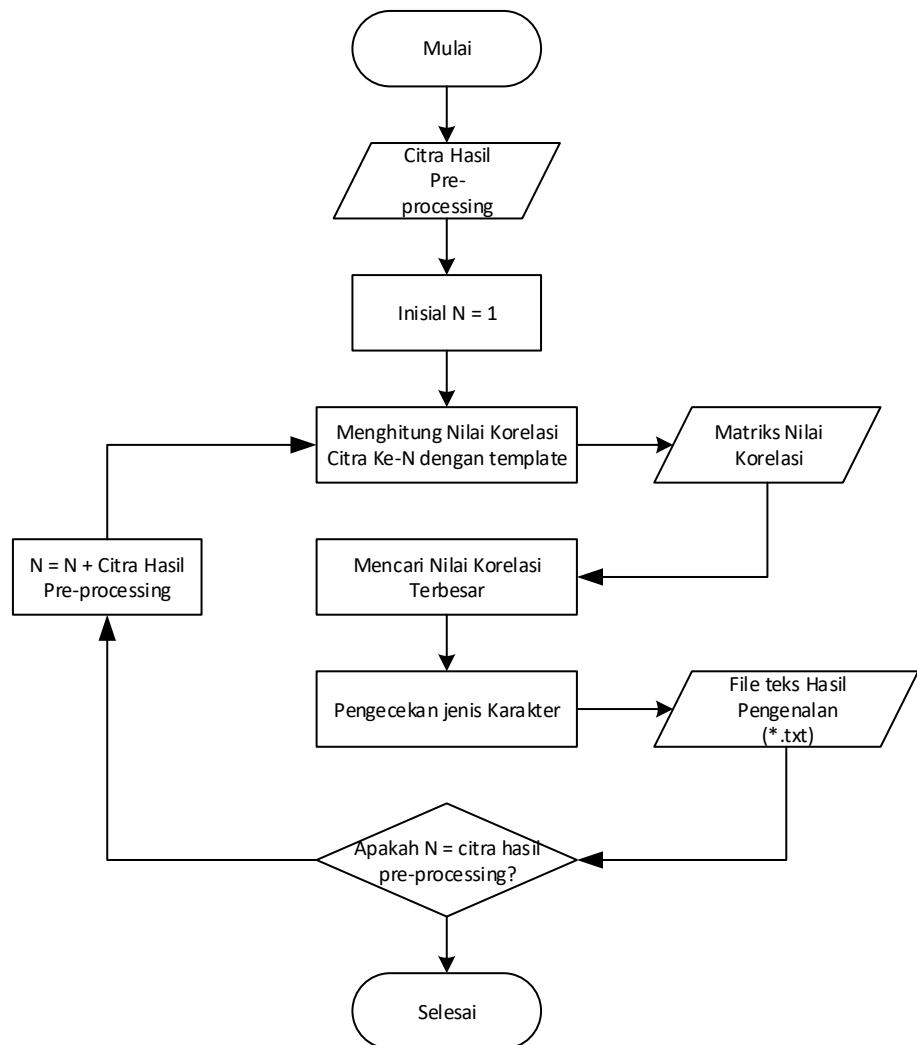 Mulai
Citra Hasil
Pre-
processing
Inisial N = 1
Menghitung Nilai Korelasi
Citra Ke-N dengan template
Matriks Nilai
Korelasi
N = N + Citra Hasil
Pre-processing
Mencari Nilai Korelasi
Terbesar
Pengecekan jenis Karakter
File teks Hasil
Pengenalan
(*.txt)
Apakah N = citra hasil
pre-processing?
Selesai